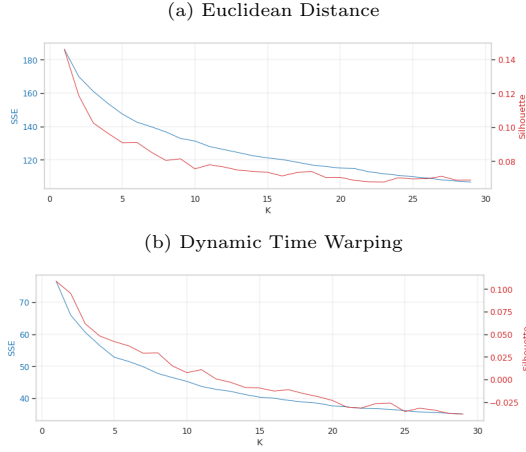 (a) Euclidean Distance
180
160
140
120
SSE
0.14
0.12
0.10
0.08
Silhouette
0 5 10 15 20 25 30
K
(b) Dynamic Time Warping
70
60
50
40
SSE
0.100
0.075
0.050
0.025
0.000
−0.025
Silhouette
0 5 10 15 20 25 30
K